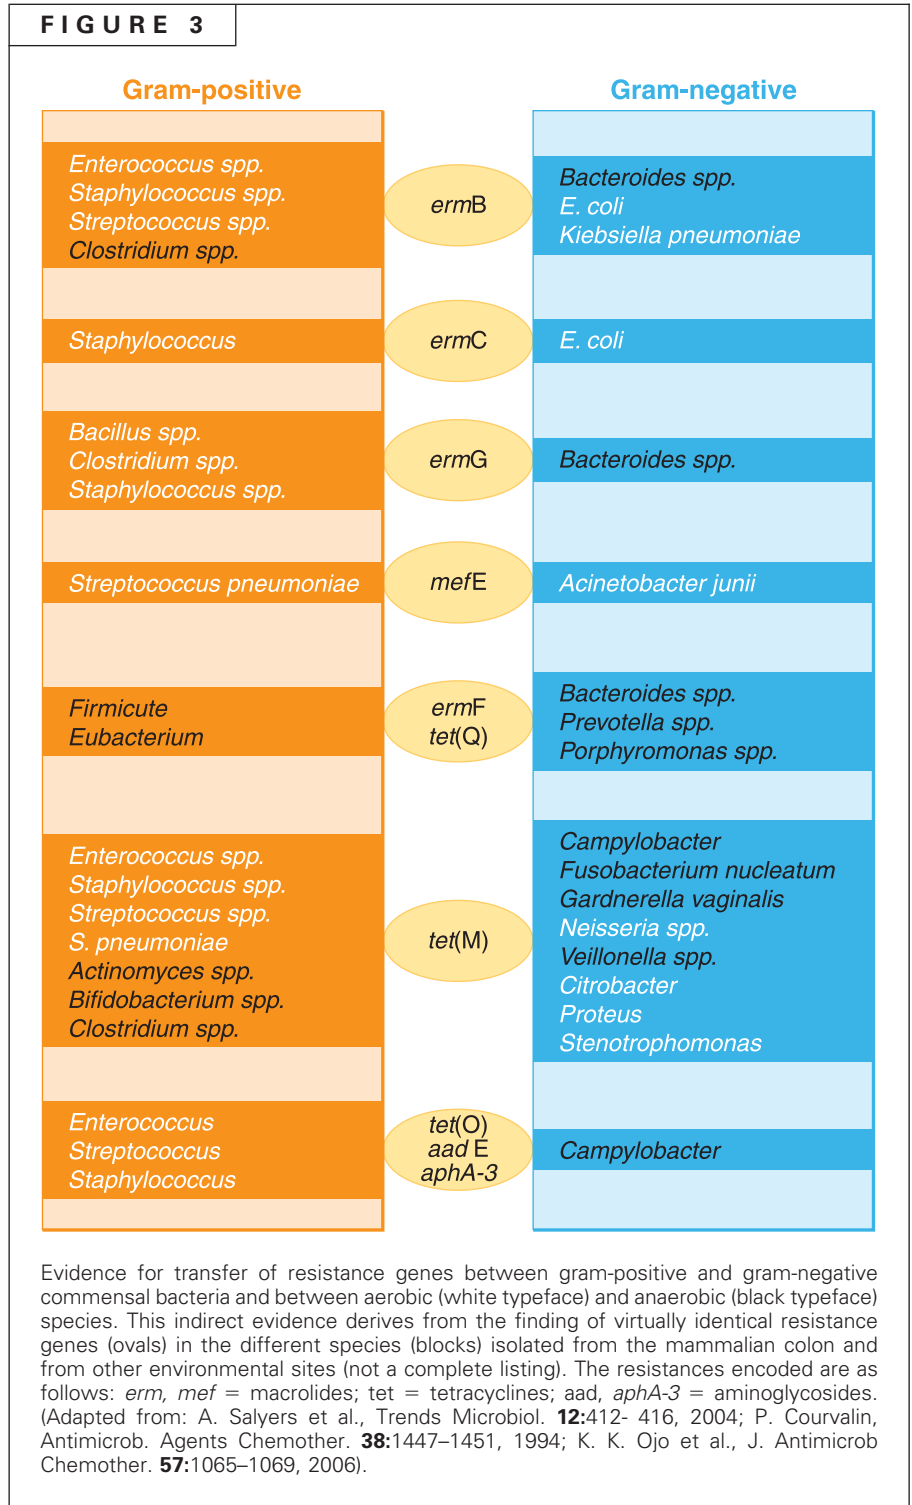 FIGURE 3
Gram-positive
Gram-negative
Enterococcus spp.
Staphylococcus spp.
Streptococcus spp.
Clostridium spp.
ermB
Bacteroides spp.
E. coli
Kiebsiella pneumoniae
Staphylococcus
ermC
E. coli
Bacillus spp.
Clostridium spp.
Staphylococcus spp.
ermG
Bacteroides spp.
Streptococcus pneumoniae
mefE
Acinetobacter junii
Firmicute
Eubacterium
ermF
tet(Q)
Bacteroides spp.
Prevotella spp.
Porphyromonas spp.
Enterococcus spp.
Staphylococcus spp.
Streptococcus spp.
S. pneumoniae
Actinomyces spp.
Bifidobacterium spp.
Clostridium spp.
tet(M)
Campylobacter
Fusobacterium nucleatum
Gardnerella vaginalis
Neisseria spp.
Veillonella spp.
Citrobacter
Proteus
Stenotrophomonas
Enterococcus
Streptococcus
Staphylococcus
tet(O)
aad E
aphA-3
Campylobacter
Evidence for transfer of resistance genes between gram-positive and gram-negative
commensal bacteria and between aerobic (white typeface) and anaerobic (black typeface)
species. This indirect evidence derives from the finding of virtually identical resistance
genes (ovals) in the different species (blocks) isolated from the mammalian colon and
from other environmental sites (not a complete listing). The resistances encoded are as
follows: erm, mef = macrolides; tet = tetracyclines; aad, aphA-3 = aminoglycosides.
(Adapted from: A. Salyers et al., Trends Microbiol. 12:412- 416, 2004; P. Courvalin,
Antimicrob. Agents Chemother. 38:1447–1451, 1994; K. K. Ojo et al., J. Antimicrob
Chemother. 57:1065–1069, 2006).